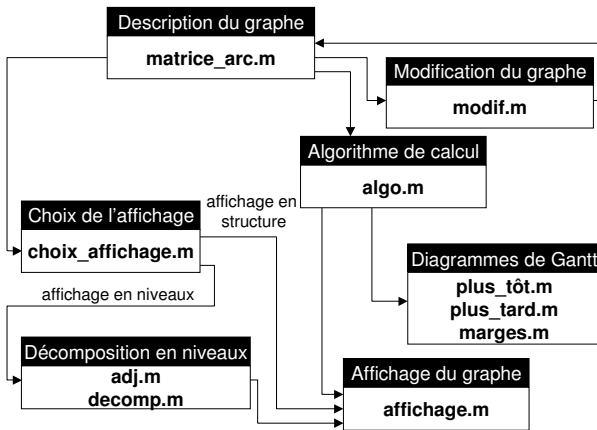 Description du graphe
matrice_arc.m
Modification du graphe
modif.m
Algorithme de calcul
algo.m
affichage en
structure
Choix de l'affichage
choix_affichage.m
Diagrammes de Gantt
plus_tôt.m
plus_tard.m
marges.m
affichage en niveaux
Décomposition en niveaux
adj.m
decomp.m
Affichage du graphe
affichage.m